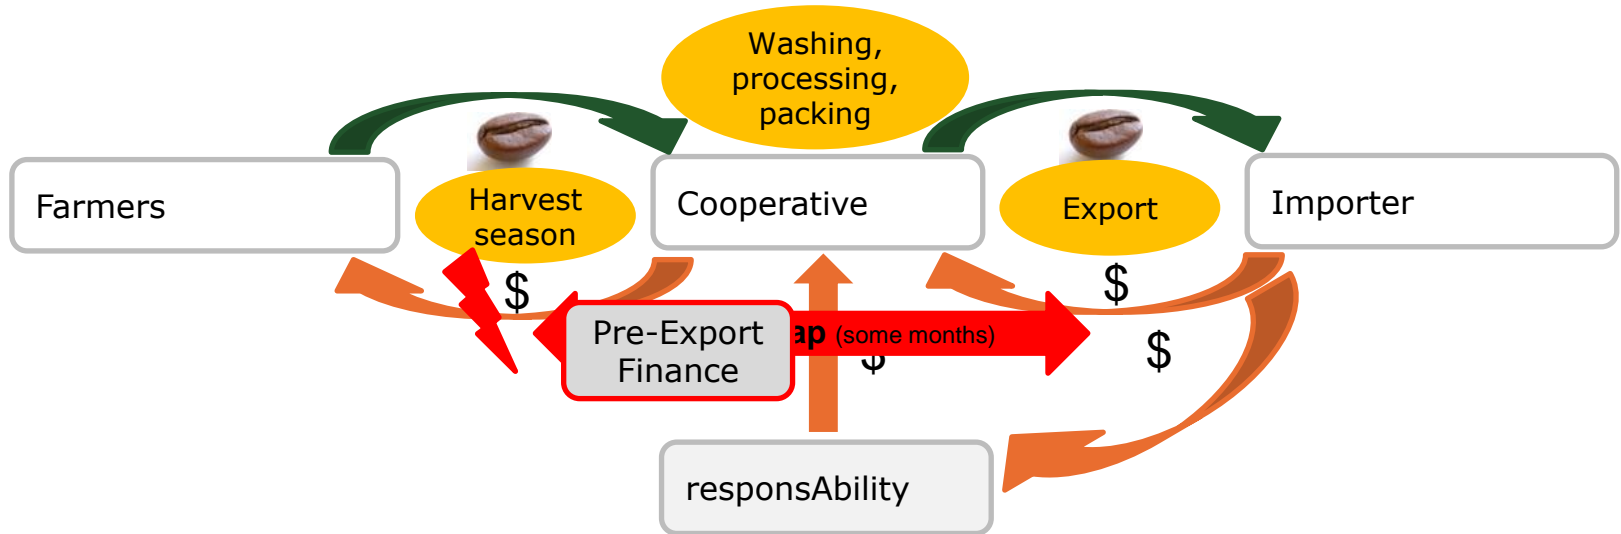 Washing,
processing,
packing
Farmers
Harvest
season
Cooperative
Export
Importer
$
$
Pre-Export
Finance
ap (some months)
$
$
responsAbility